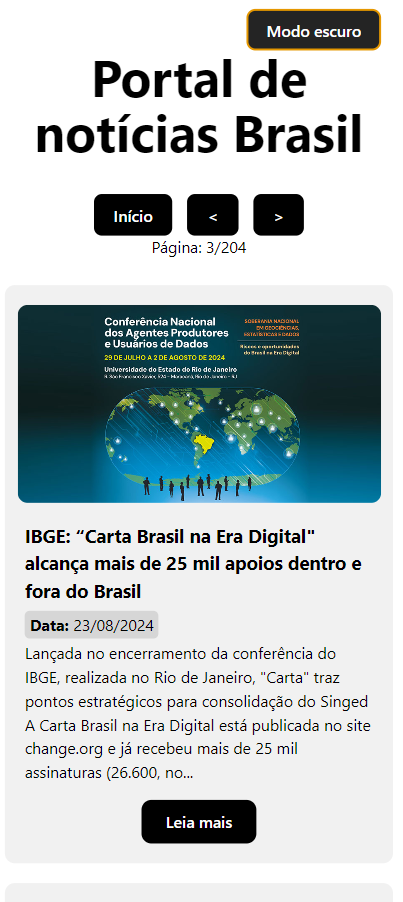 Modo escuro
Portal de
notícias Brasil
Início
<
>
Página: 3/204
Conferência Nacional
dos Agentes Produtores
e Usuários de Dados
29 DE JULHO A 2 DE AGOSTO DE 2024
Universidade do Estado do Rio de Janeiro
R. São Francisco Xavier, 524 - Maracanã, Rio de Janeiro - RJ
SOBERANIA NACIONAL
EM GEOCIÊNCIAS,
ESTATÍSTICAS E DADOS
Riscos e oportunidades
do Brasil na Era Digital
IBGE: “Carta Brasil na Era Digital"
alcança mais de 25 mil apoios dentro e
fora do Brasil
Data: 23/08/2024
Lançada no encerramento da conferência do
IBGE, realizada no Rio de Janeiro, "Carta" traz
pontos estratégicos para consolidação do Singed
A Carta Brasil na Era Digital está publicada no site
change.org e já recebeu mais de 25 mil
assinaturas (26.600, no...
Leia mais